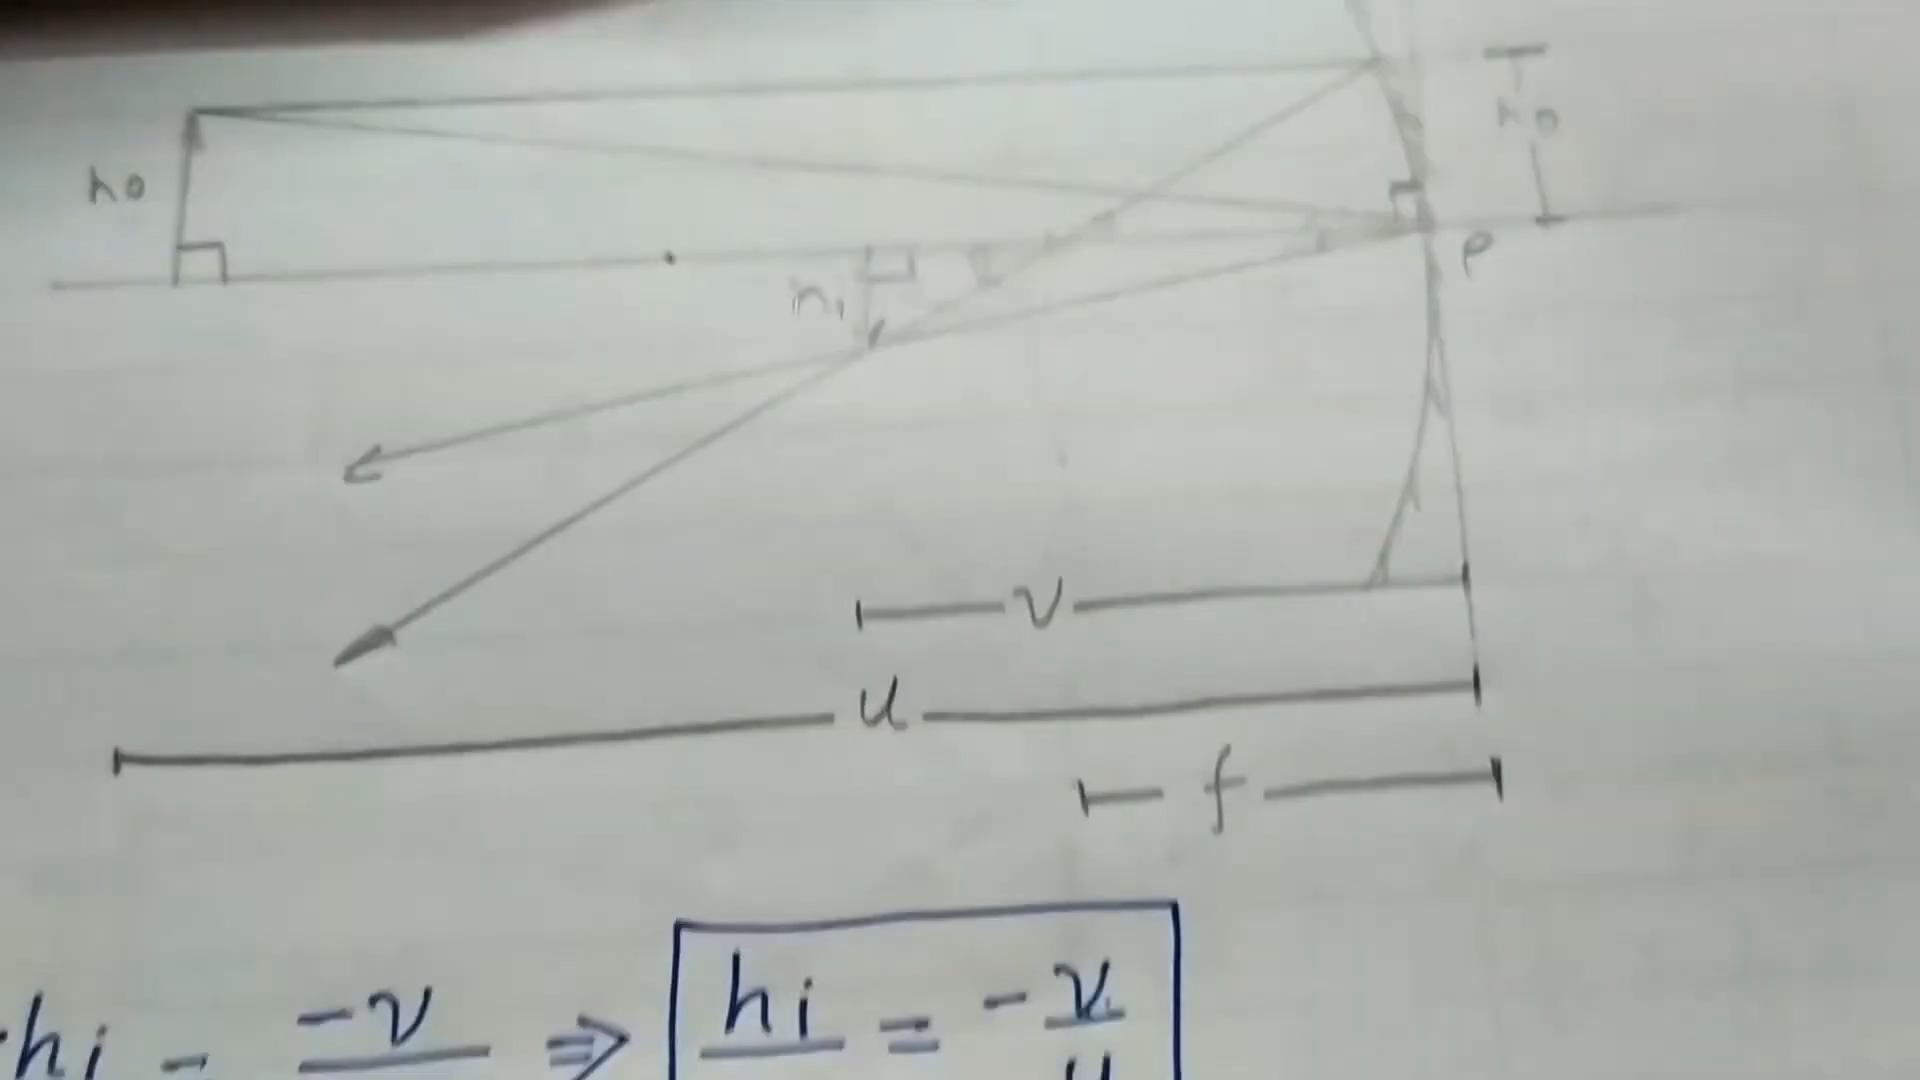 ho
ho
P
hi
v
u
f
hi = -v ⇒ hi = -v
u